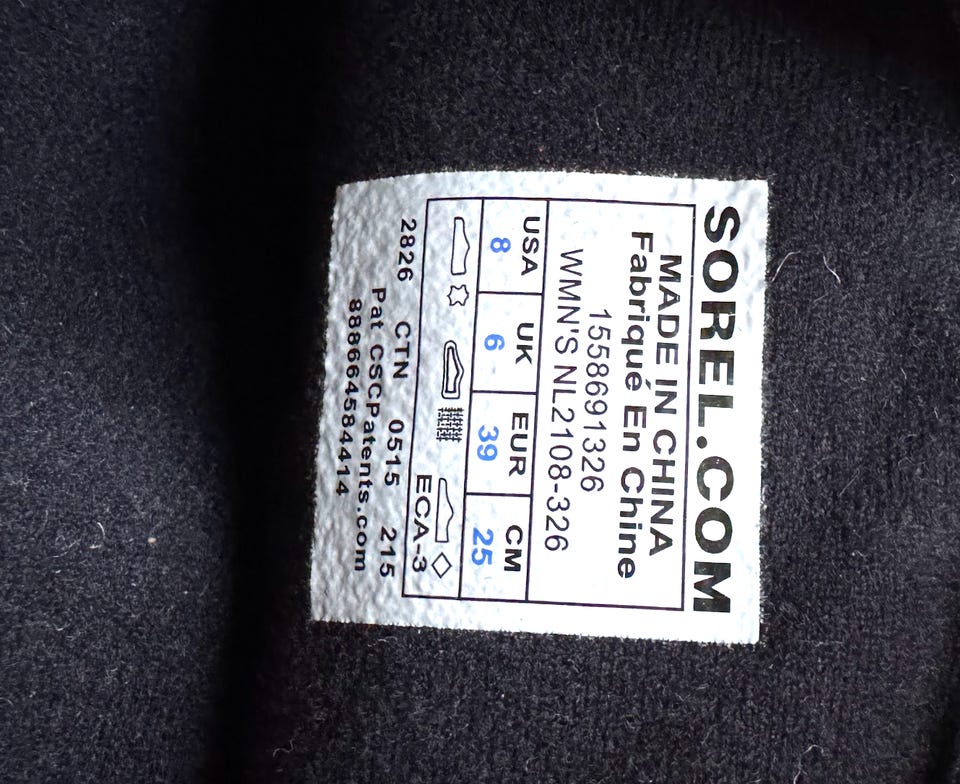 SOREL.COM
MADE IN CHINA
Fabriqué En Chine
1558691326
WMN'S NL2108-326
USA UK EUR CM
8 6 39 25
ECA-3
2826 CTN 0515 215
Pat CSCPatents.com
888664584414